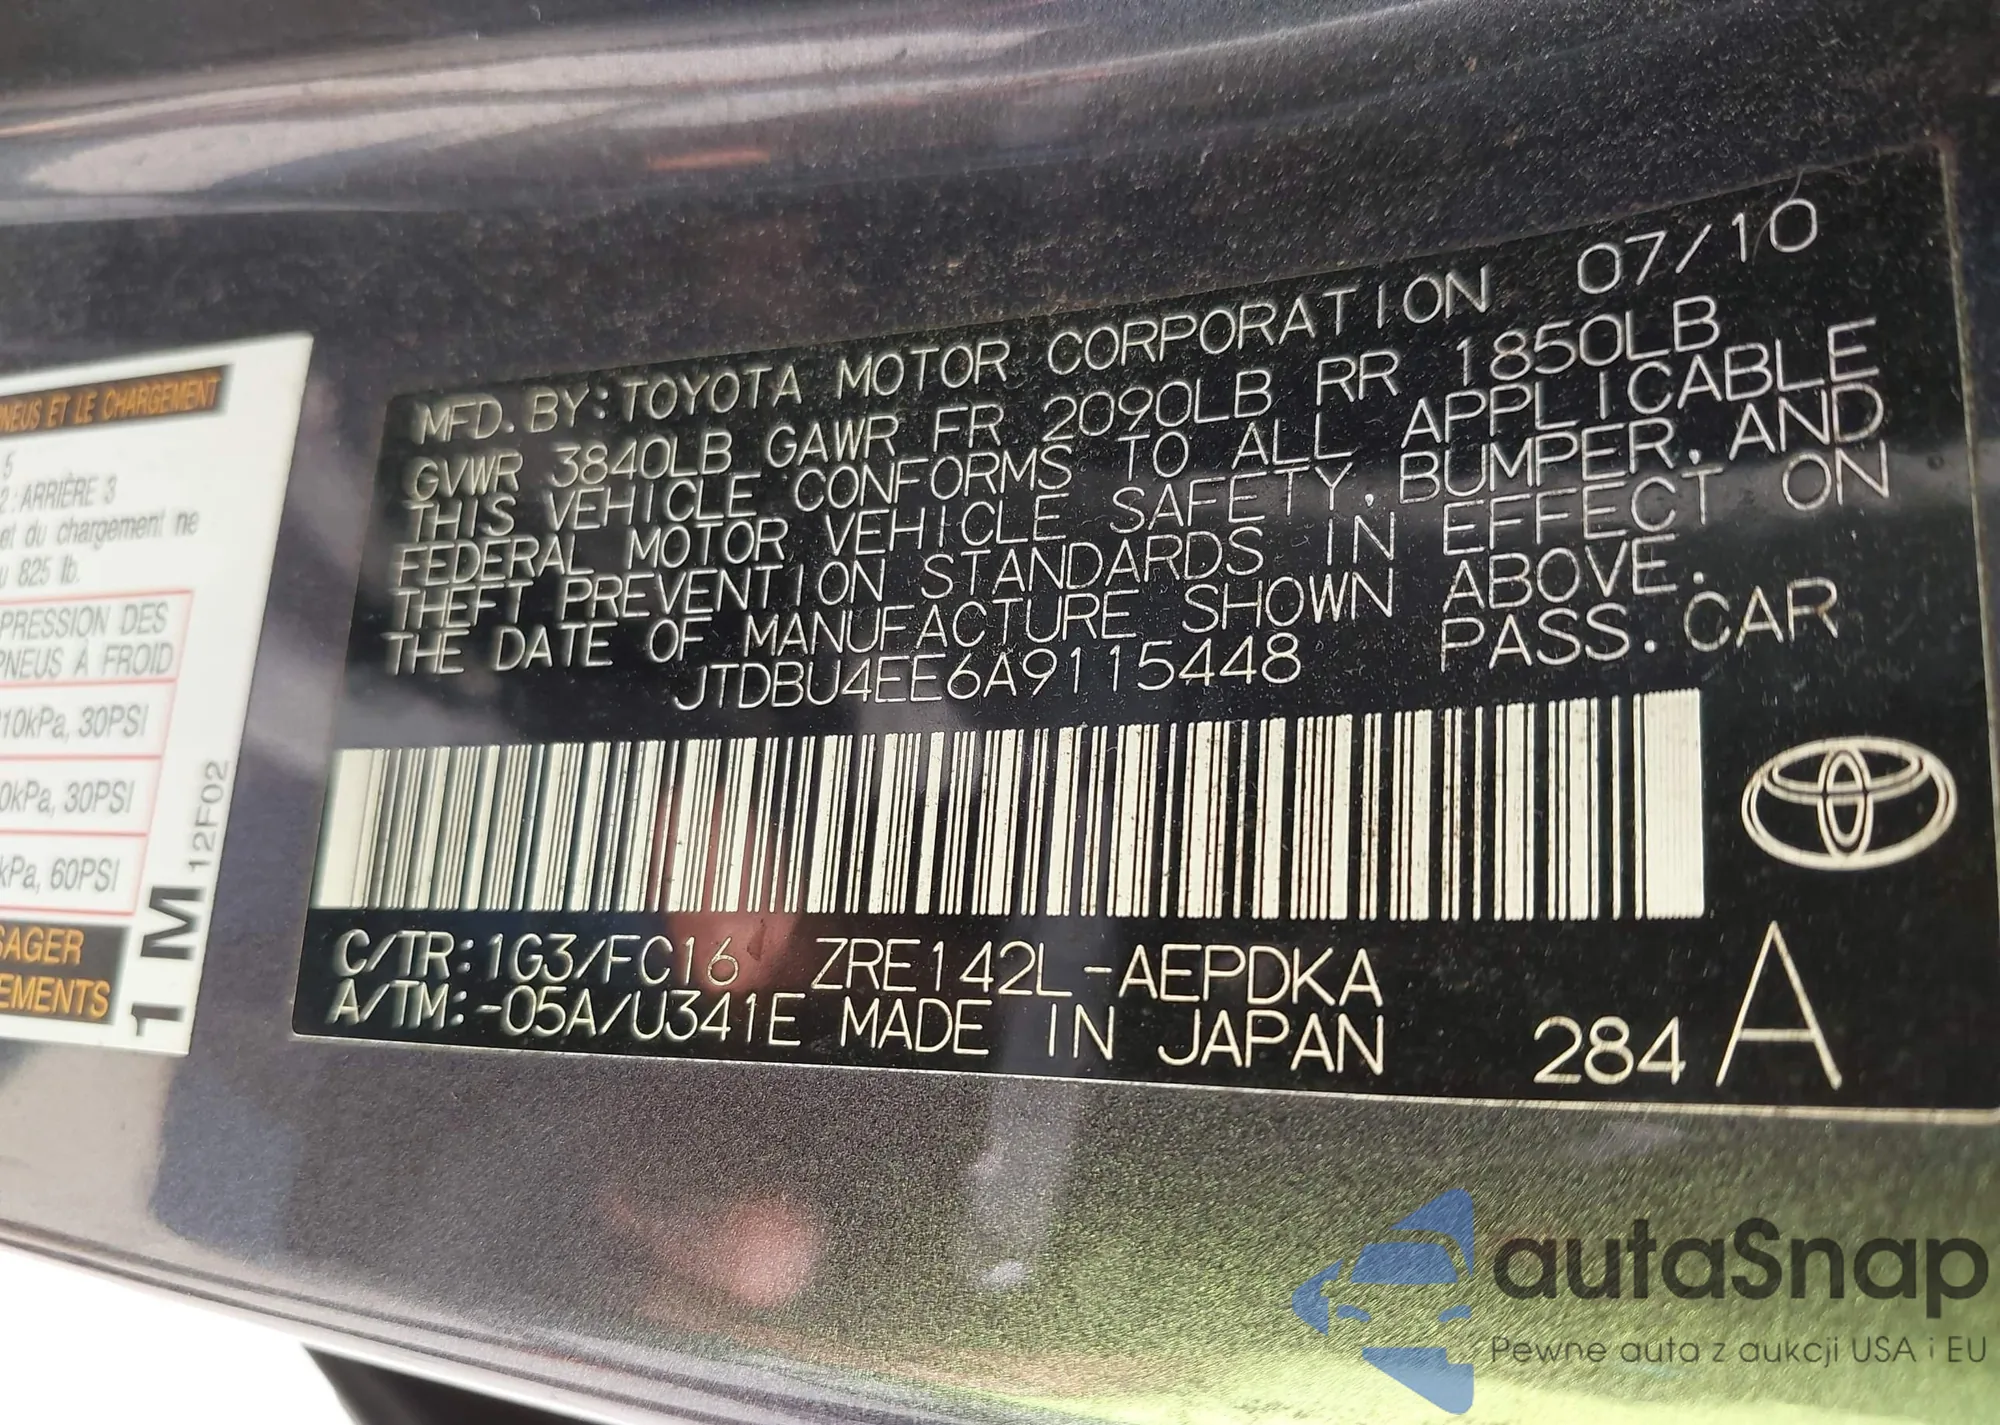 MFD. BY: TOYOTA MOTOR CORPORATION 07/10
GVWR 3840LB GAWR FR 2090LB RR 1850LB
THIS VEHICLE CONFORMS TO ALL APPLICABLE
FEDERAL MOTOR VEHICLE SAFETY, BUMPER, AND
THEFT PREVENTION STANDARDS IN EFFECT ON
THE DATE OF MANUFACTURE SHOWN ABOVE.
JTDBU4EE6A9115448 PASS. CAR
C/TR: 1G3/FC16 ZRE142L-AEPDKA
A/TM: -05A/U341E MADE IN JAPAN 284 A
PNEUS ET LE CHARGEMENT
5
2 : ARRIÈRE 3
et du chargement ne
825 lb.
PRESSION DES
PNEUS À FROID
10kPa, 30PSI
0kPa, 30PSI
kPa, 60PSI
1 M 12F02
autaSnap
Pewne auta z aukcji USA i EU